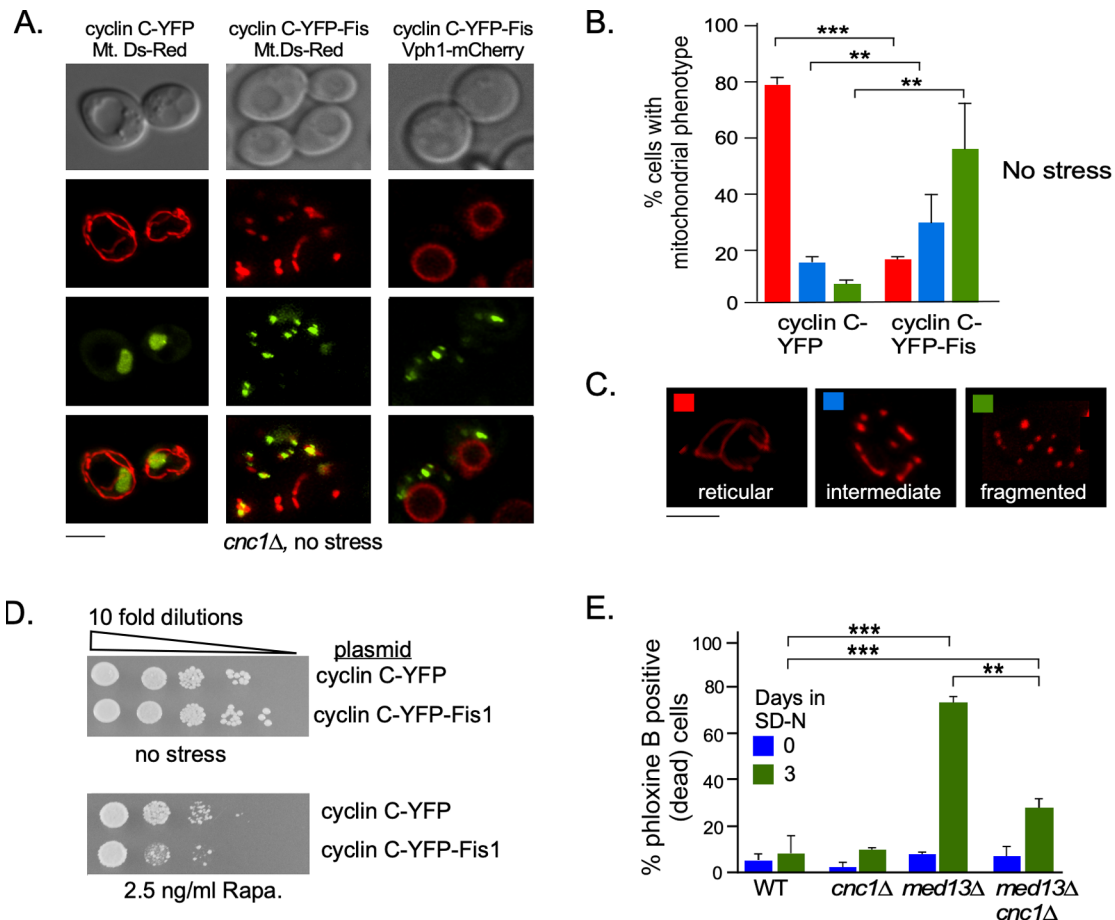 A.
cyclin C-YFP
Mt. Ds-Red
cyclin C-YFP-Fis
Mt.Ds-Red
cyclin C-YFP-Fis
Vph1-mCherry
cnc1Δ, no stress
B.
% cells with
mitochondrial phenotype
80
60
40
20
0
***
**
**
No stress
cyclin C-
YFP
cyclin C-
YFP-Fis
C.
reticular
intermediate
fragmented
D.
10 fold dilutions
plasmid
cyclin C-YFP
cyclin C-YFP-Fis1
no stress
cyclin C-YFP
cyclin C-YFP-Fis1
2.5 ng/ml Rapa.
E.
% phloxine B positive
(dead) cells
100
80
60
40
20
0
***
***
**
Days in
SD-N
0
3
WT
cnc1Δ
med13Δ
med13Δ
cnc1Δ